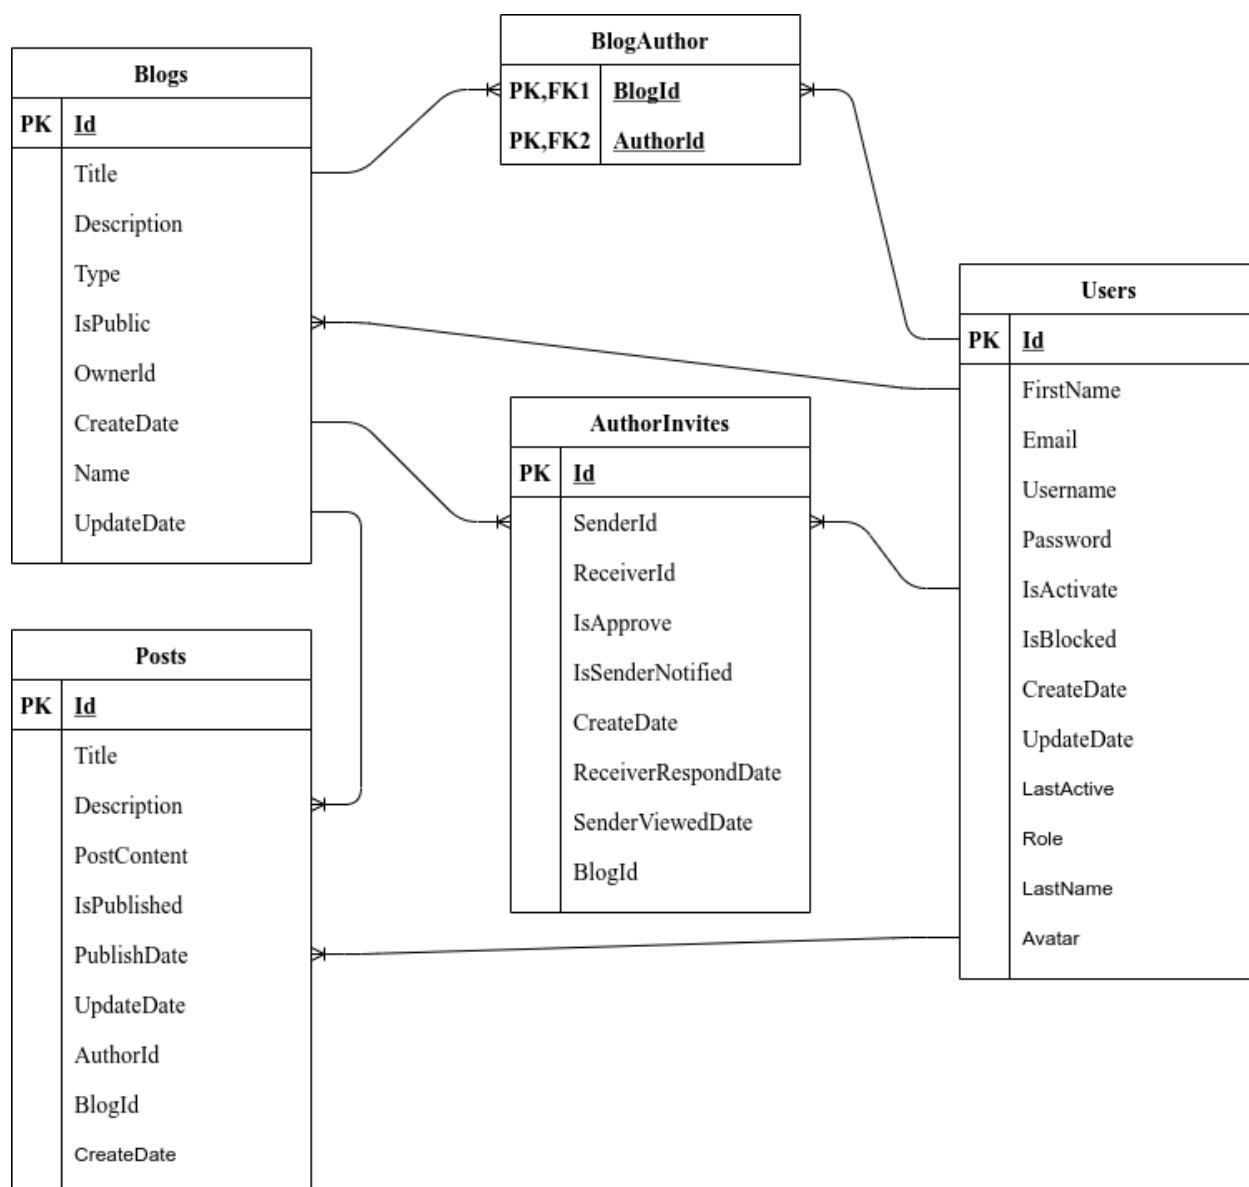 Blogs
PK Id
Title
Description
Type
IsPublic
OwnerId
CreateDate
Name
UpdateDate
BlogAuthor
PK,FK1 BlogId
PK,FK2 AuthorId
Users
PK Id
FirstName
Email
Username
Password
IsActivate
IsBlocked
CreateDate
UpdateDate
LastActive
Role
LastName
Avatar
AuthorInvites
PK Id
SenderId
ReceiverId
IsApprove
IsSenderNotified
CreateDate
ReceiverRespondDate
SenderViewedDate
BlogId
Posts
PK Id
Title
Description
PostContent
IsPublished
PublishDate
UpdateDate
AuthorId
BlogId
CreateDate